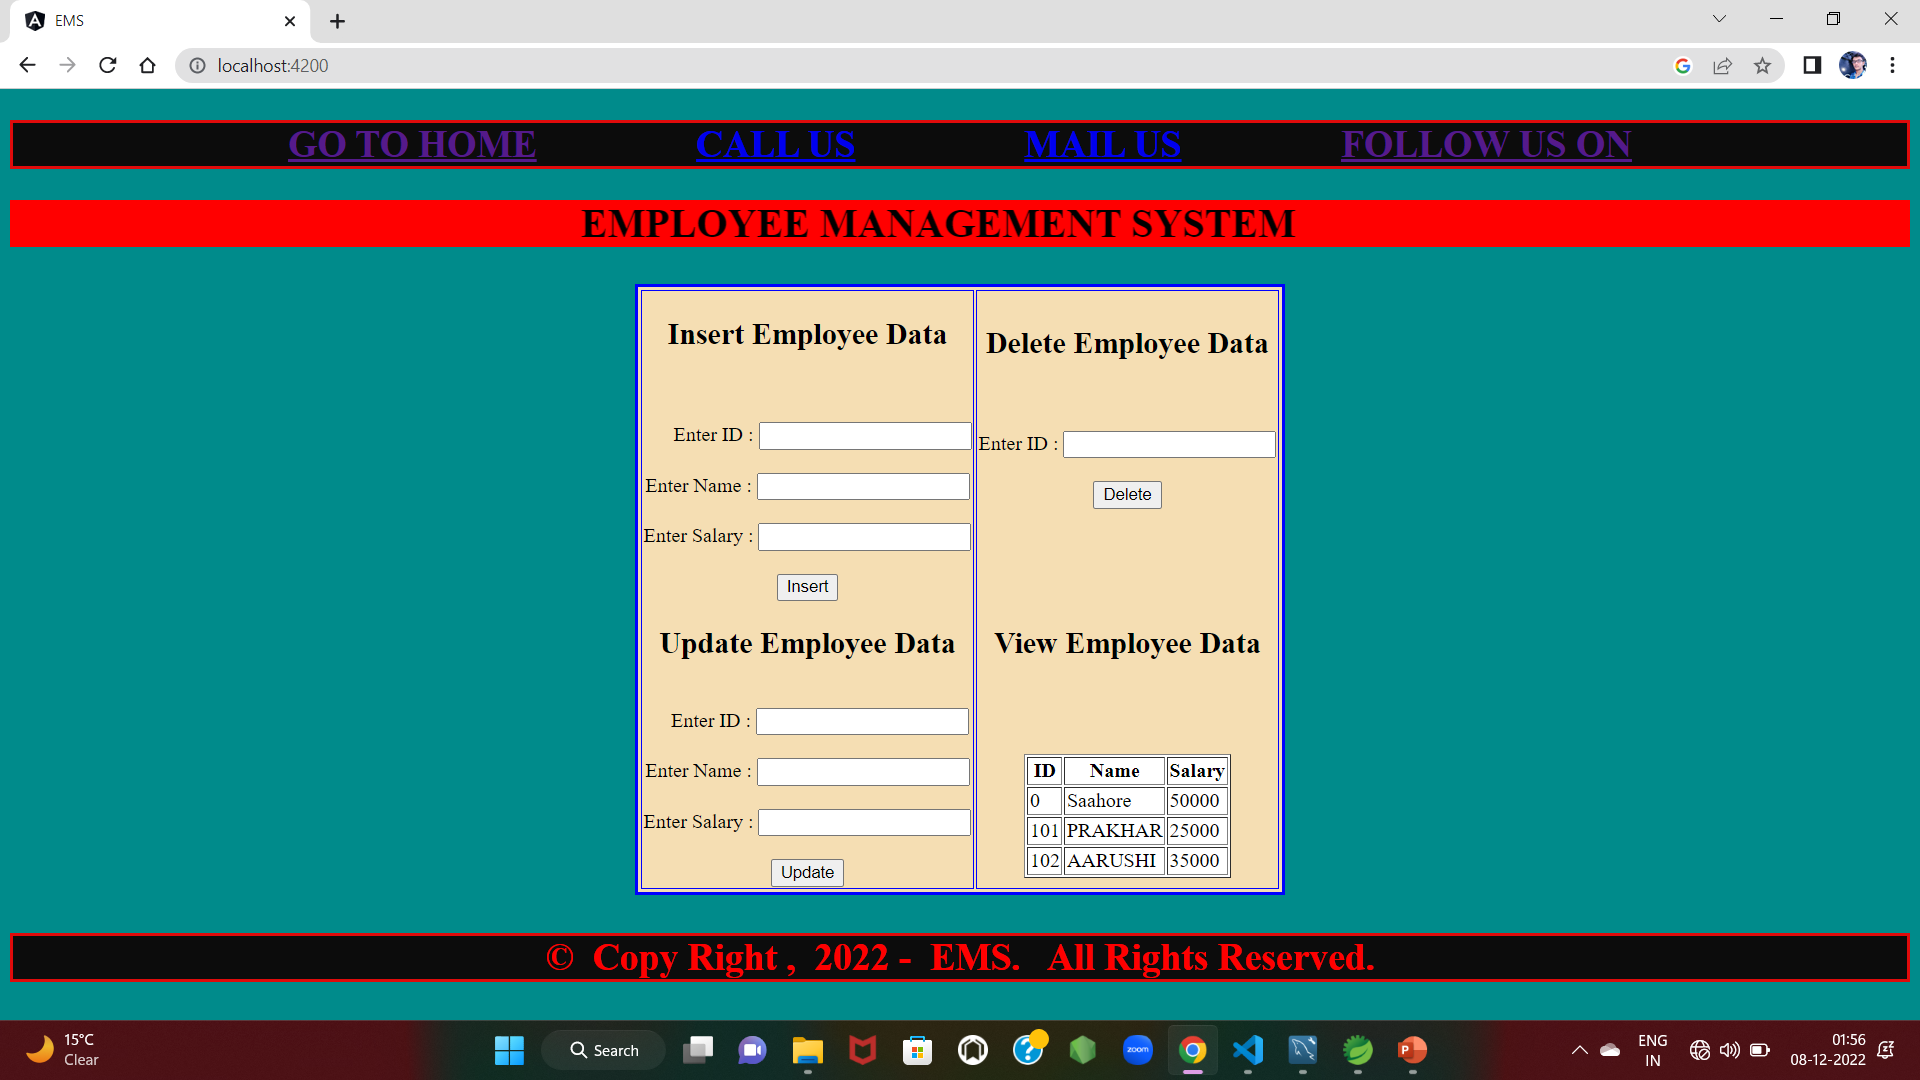 EMS
localhost:4200
GO TO HOME CALL US MAIL US FOLLOW US ON
EMPLOYEE MANAGEMENT SYSTEM
Insert Employee Data
Enter ID :
Enter Name :
Enter Salary :
Insert
Delete Employee Data
Enter ID :
Delete
Update Employee Data
Enter ID :
Enter Name :
Enter Salary :
Update
View Employee Data
ID Name Salary
0 Saahore 50000
101 PRAKHAR 25000
102 AARUSHI 35000
© Copy Right , 2022 - EMS. All Rights Reserved.
15°C
Clear
Search
zoom
ENG
IN
01:56
08-12-2022